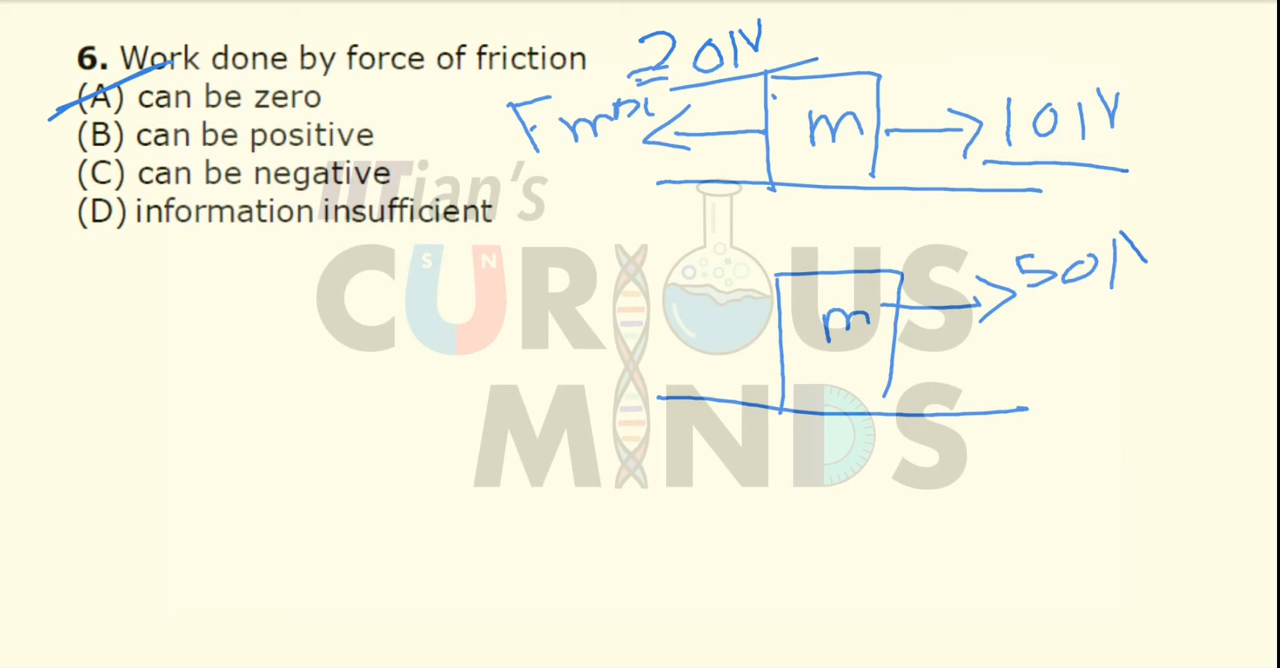 6. Work done by force of friction
(A) can be zero
(B) can be positive
(C) can be negative
(D) information insufficient
20N
Fmax
m
10N
50N
m
IITian's
CURIOUS
S N
MINDS